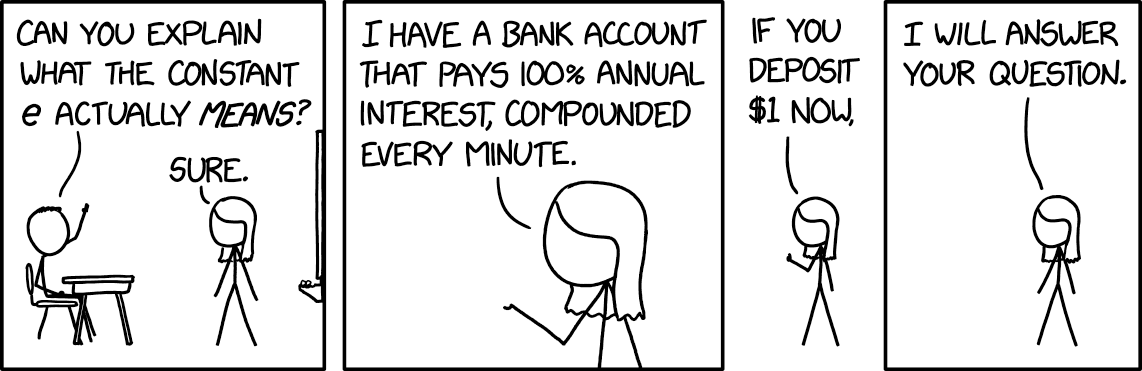 CAN YOU EXPLAIN
WHAT THE CONSTANT
e ACTUALLY MEANS?
SURE.
I HAVE A BANK ACCOUNT
THAT PAYS 100% ANNUAL
INTEREST, COMPOUNDED
EVERY MINUTE.
IF YOU
DEPOSIT
$1 NOW,
I WILL ANSWER
YOUR QUESTION.